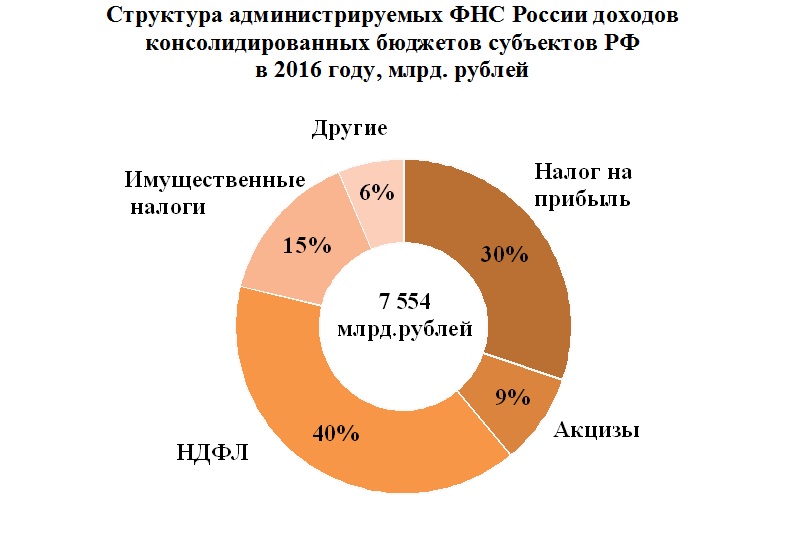 Структура администрируемых ФНС России доходов
консолидированных бюджетов субъектов РФ
в 2016 году, млрд. рублей
Другие
Имущественные
налоги
Налог на
прибыль
6%
15%
30%
7 554
млрд.рублей
9%
Акцизы
40%
НДФЛ